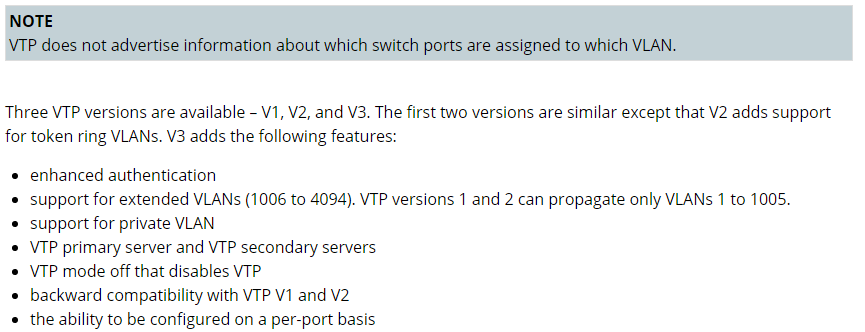 NOTE
VTP does not advertise information about which switch ports are assigned to which VLAN.
Three VTP versions are available – V1, V2, and V3. The first two versions are similar except that V2 adds support
for token ring VLANs. V3 adds the following features:
• enhanced authentication
• support for extended VLANs (1006 to 4094). VTP versions 1 and 2 can propagate only VLANs 1 to 1005.
• support for private VLAN
• VTP primary server and VTP secondary servers
• VTP mode off that disables VTP
• backward compatibility with VTP V1 and V2
• the ability to be configured on a per-port basis